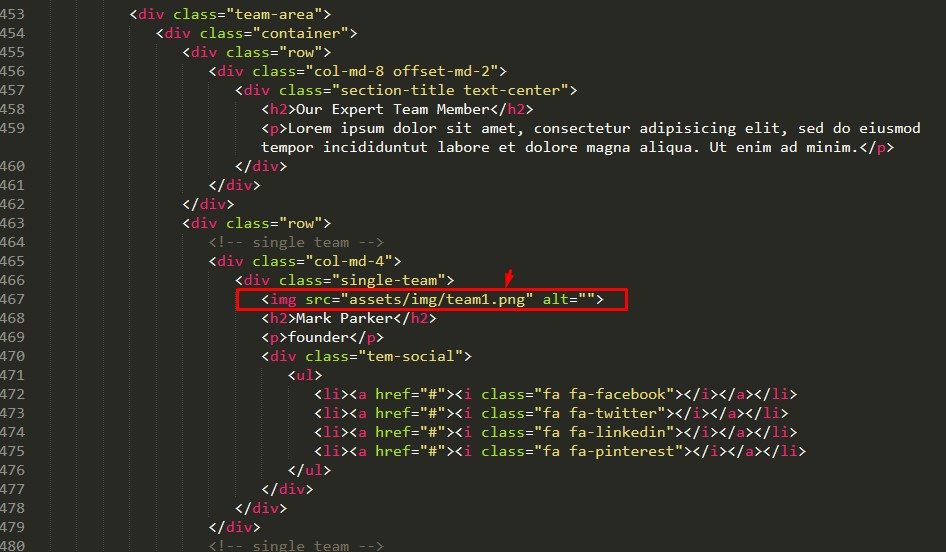 453 <div class="team-area">
454 <div class="container">
455 <div class="row">
456 <div class="col-md-8 offset-md-2">
457 <div class="section-title text-center">
458 <h2>Our Expert Team Member</h2>
459 <p>Lorem ipsum dolor sit amet, consectetur adipisicing elit, sed do eiusmod
tempor incididuntut labore et dolore magna aliqua. Ut enim ad minim.</p>
460 </div>
461 </div>
462 </div>
463 <div class="row">
464 <!-- single team -->
465 <div class="col-md-4">
466 <div class="single-team">
467 <img src="assets/img/team1.png" alt="">
468 <h2>Mark Parker</h2>
469 <p>founder</p>
470 <div class="tem-social">
471 <ul>
472 <li><a href="#"><i class="fa fa-facebook"></i></a></li>
473 <li><a href="#"><i class="fa fa-twitter"></i></a></li>
474 <li><a href="#"><i class="fa fa-linkedin"></i></a></li>
475 <li><a href="#"><i class="fa fa-pinterest"></i></a></li>
476 </ul>
477 </div>
478 </div>
479 </div>
480 <!-- single team -->